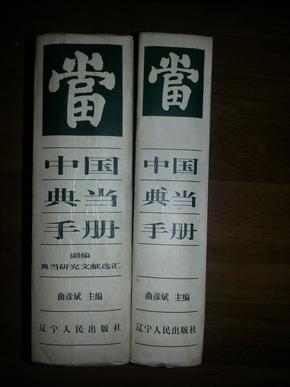 當
中国
典当
手册
副编
典当研究文献选汇
曲彦斌 主编
辽宁人民出版社
當
中国
典当
手册
曲彦斌 主编
辽宁人民出版社